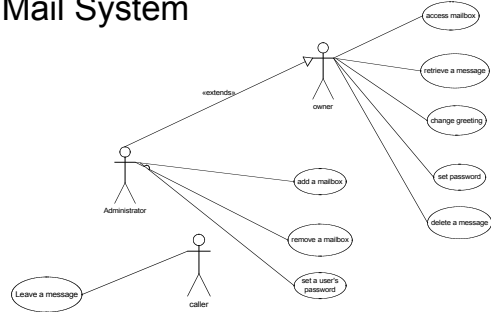 Mail System
access mailbox
retrieve a message
«extends»
owner
change greeting
set password
add a mailbox
Administrator
delete a message
remove a mailbox
set a user's
password
Leave a message
caller